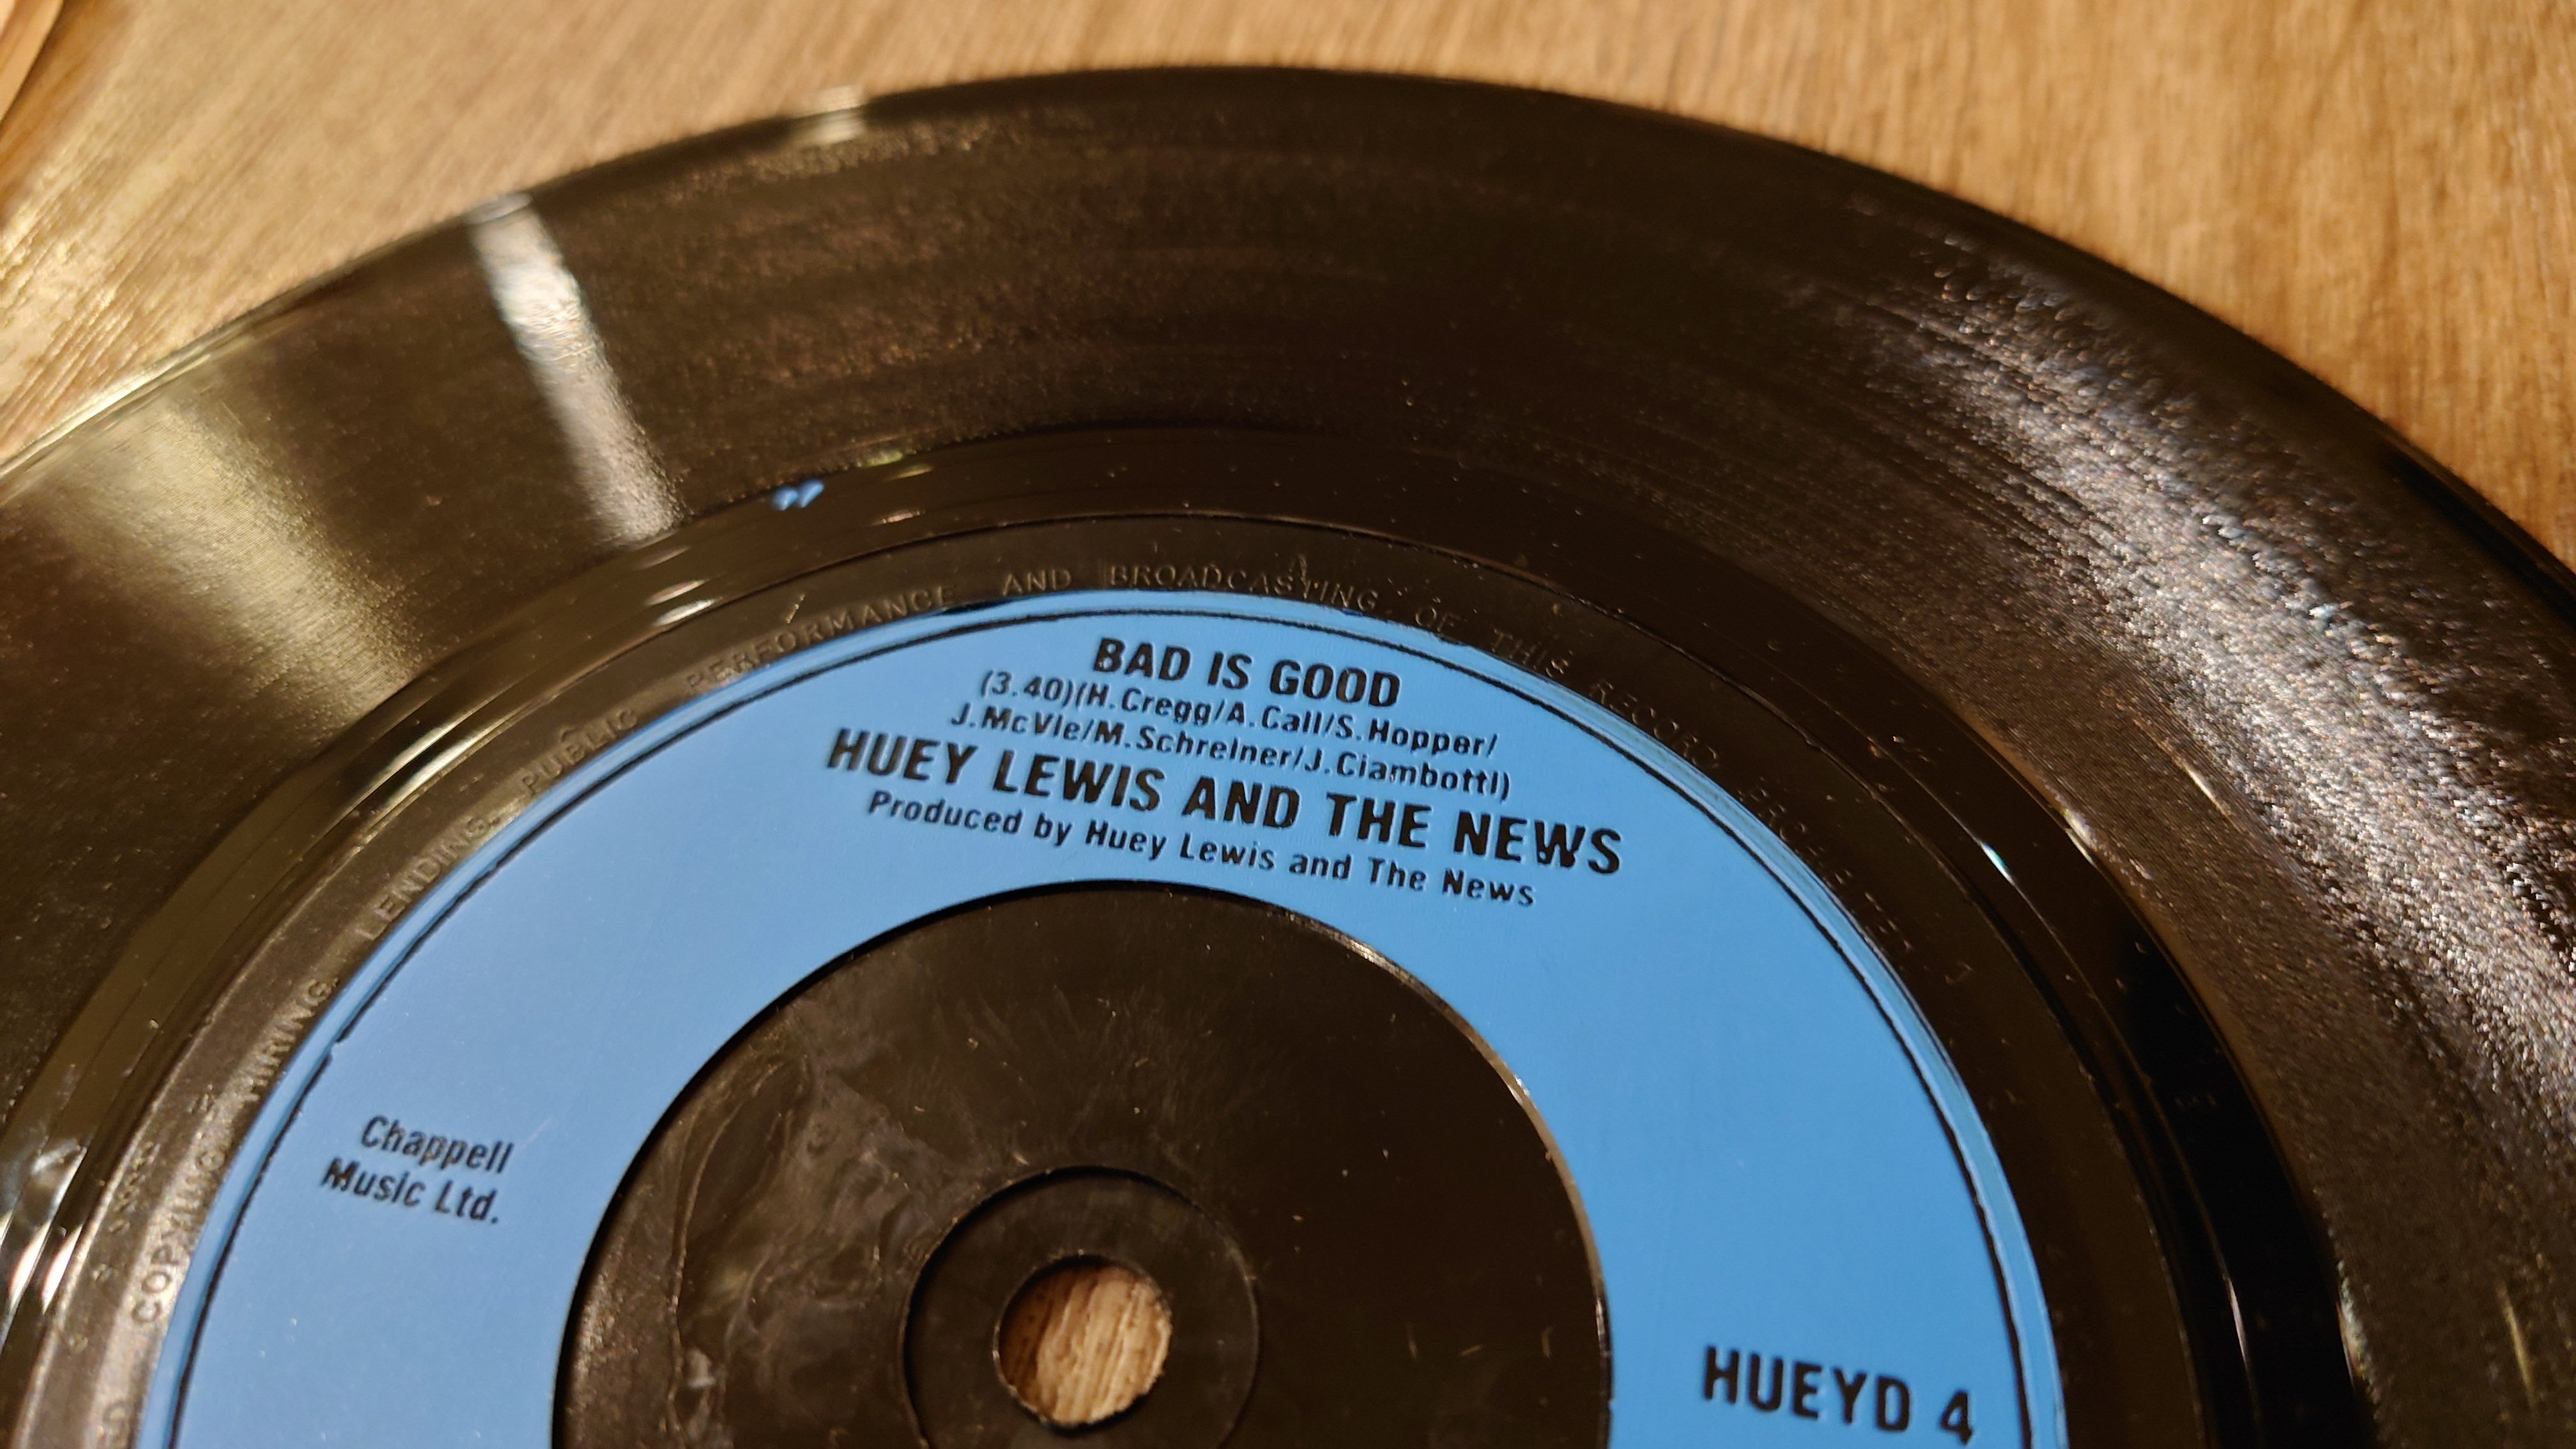 COPYING, HIRING, LENDING, PUBLIC PERFORMANCE AND BROADCASTING OF THIS RECORD PROHIBITED
BAD IS GOOD
(3.40)(H.Cregg/A.Call/S.Hopper/
J.McVie/M.Schreiner/J.Ciambotti)
HUEY LEWIS AND THE NEWS
Produced by Huey Lewis and The News
Chappell
Music Ltd.
HUEYD 4